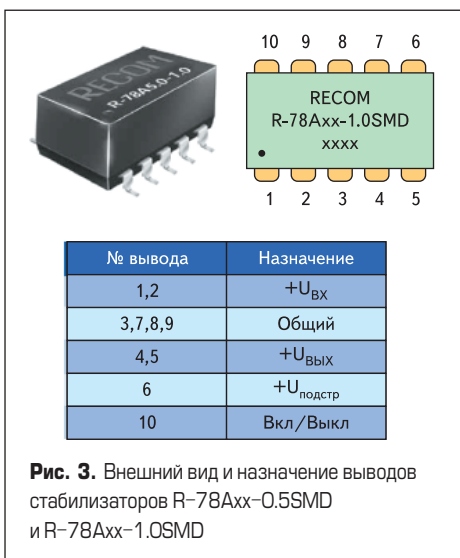 RECOM
R-78A5.0-1.0
10 9 8 7 6
RECOM
R-78Axx-1.0SMD
xxxx
1 2 3 4 5
№ вывода Назначение
1,2 +Uвх
3,7,8,9 Общий
4,5 +Uвых
6 +Uподстр
10 Вкл/Выкл
Рис. 3. Внешний вид и назначение выводов
стабилизаторов R-78Axx-0.5SMD
и R-78Axx-1.0SMD